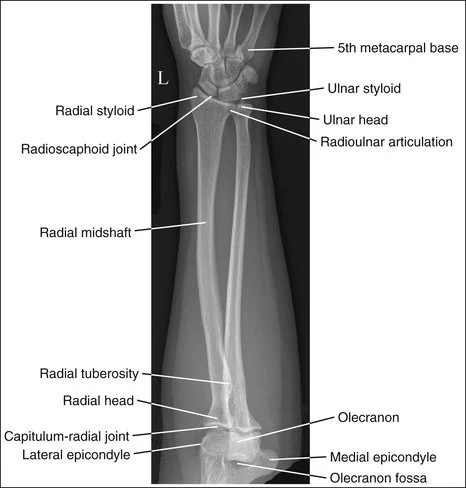 5th metacarpal base
L
Ulnar styloid
Radial styloid
Ulnar head
Radioscaphoid joint
Radioulnar articulation
Radial midshaft
Radial tuberosity
Radial head
Olecranon
Capitulum-radial joint
Lateral epicondyle
Medial epicondyle
Olecranon fossa